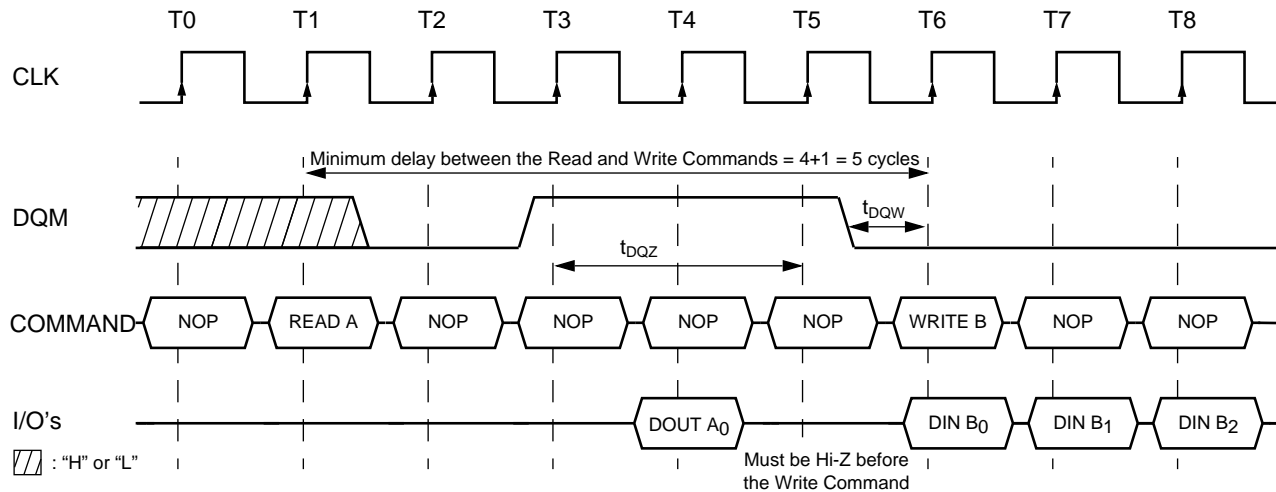 T0 T1 T2 T3 T4 T5 T6 T7 T8
CLK
Minimum delay between the Read and Write Commands = 4+1 = 5 cycles
DQM
tDQW
tDQZ
COMMAND NOP READ A NOP NOP NOP NOP WRITE B NOP NOP
I/O's DOUT A0 DIN B0 DIN B1 DIN B2
: “H” or “L”
Must be Hi-Z before
the Write Command